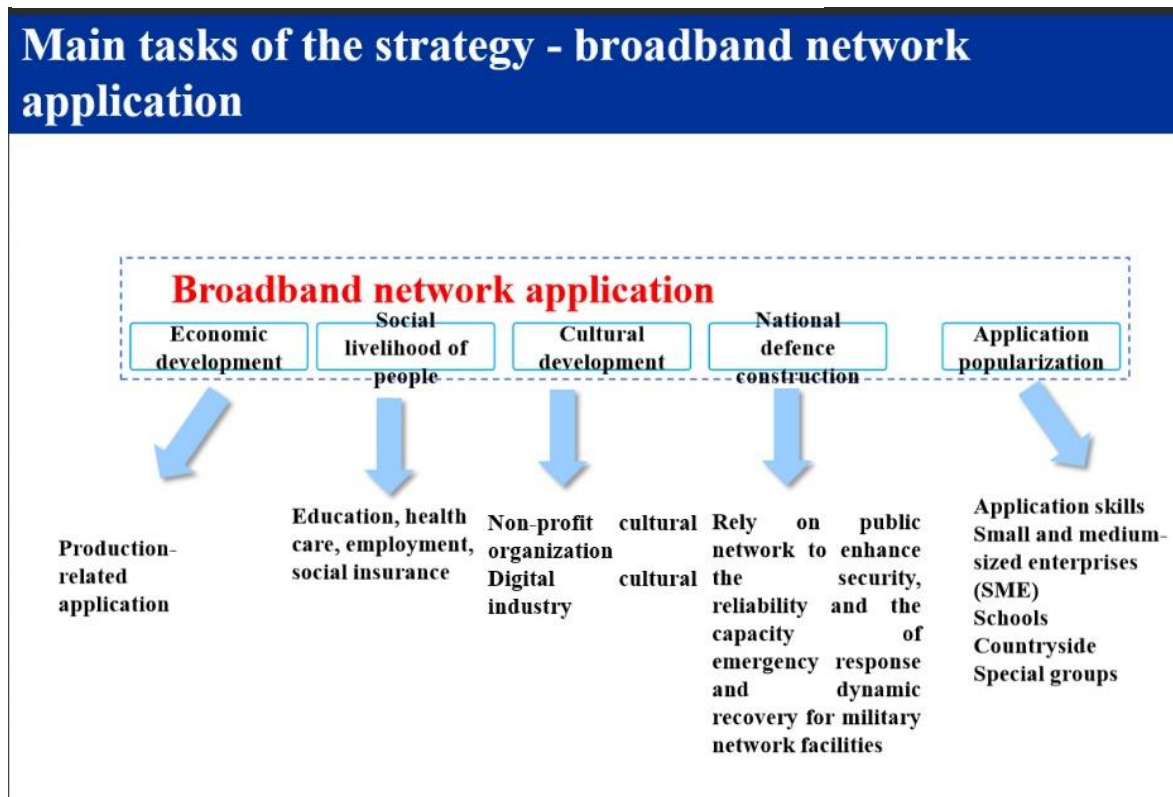 Main tasks of the strategy - broadband network
application
Broadband network application
Economic
development
Social
livelihood of
people
Cultural
development
National
defence
construction
Application
popularization
Production-
related
application
Education, health
care, employment,
social insurance
Non-profit cultural
organization
Digital cultural
industry
Rely on public
network to enhance
the security,
reliability and the
capacity of
emergency response
and dynamic
recovery for military
network facilities
Application skills
Small and medium-
sized enterprises
(SME)
Schools
Countryside
Special groups